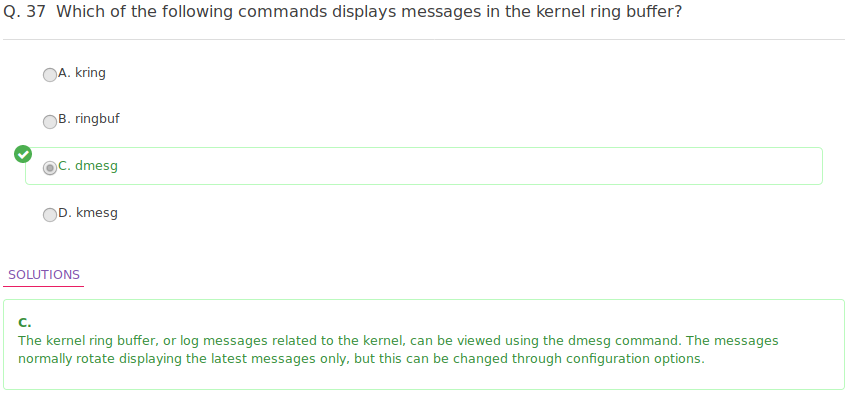 Q. 37 Which of the following commands displays messages in the kernel ring buffer?
A. kring
B. ringbuf
C. dmesg
D. kmesg
SOLUTIONS
C.
The kernel ring buffer, or log messages related to the kernel, can be viewed using the dmesg command. The messages
normally rotate displaying the latest messages only, but this can be changed through configuration options.